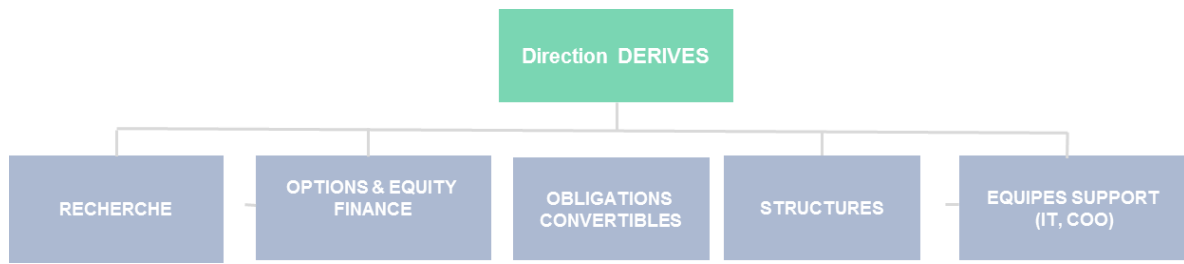 Direction  DERIVES
RECHERCHE
OPTIONS & EQUITY
FINANCE
OBLIGATIONS
CONVERTIBLES
STRUCTURES
EQUIPES SUPPORT
(IT, COO)